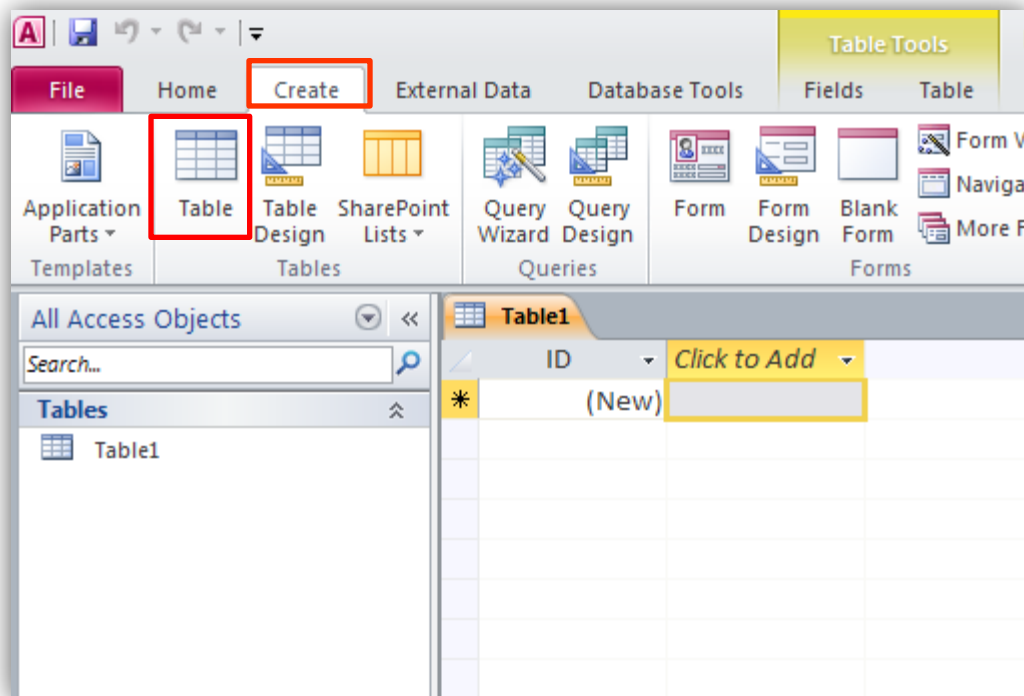 Table Tools
File Home Create External Data Database Tools Fields Table
Application Parts
Table
Table Design
SharePoint Lists
Query Wizard
Query Design
Form
Form Design
Blank Form
Form W
Naviga
More F
Templates Tables Queries Forms
All Access Objects
Table1
Search...
ID Click to Add
Tables
(New)
Table1